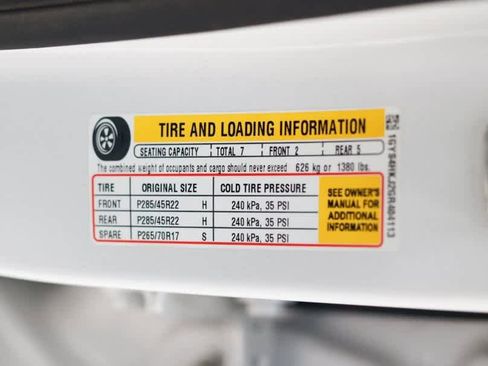 TIRE AND LOADING INFORMATION
SEATING CAPACITY TOTAL 7 FRONT 2 REAR 5
The combined weight of occupants and cargo should never exceed 626 kg or 1380 lbs.
TIRE ORIGINAL SIZE COLD TIRE PRESSURE
FRONT P285/45R22 H 240 kPa, 35 PSI
REAR P285/45R22 H 240 kPa, 35 PSI
SPARE P265/70R17 S 240 kPa, 35 PSI
SEE OWNER'S
MANUAL FOR
ADDITIONAL
INFORMATION